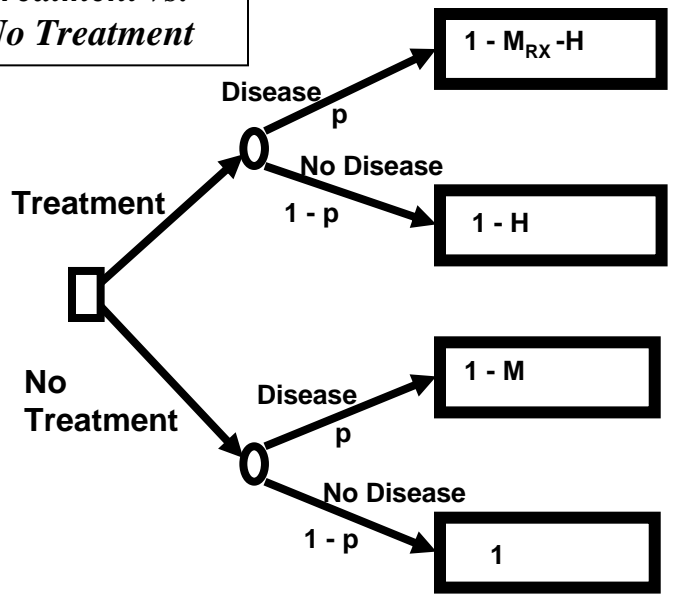 vs.
No Treatment
1 - M_RX -H
Disease
p
No Disease
1 - p
Treatment
1 - H
No
Treatment
1 - M
Disease
p
No Disease
1 - p
1